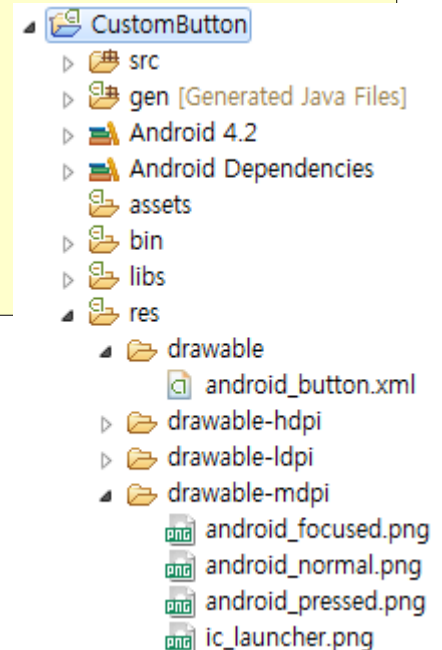 CustomButton
src
gen [Generated Java Files]
Android 4.2
Android Dependencies
assets
bin
libs
res
drawable
android_button.xml
drawable-hdpi
drawable-ldpi
drawable-mdpi
android_focused.png
android_normal.png
android_pressed.png
ic_launcher.png